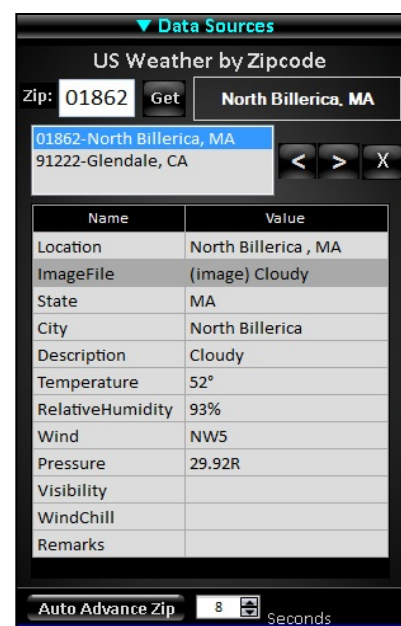 ▼ Data Sources
US Weather by Zipcode
Zip: 01862 Get North Billerica, MA
01862-North Billerica, MA
91222-Glendale, CA
< > X
Name Value
Location North Billerica , MA
ImageFile (image) Cloudy
State MA
City North Billerica
Description Cloudy
Temperature 52°
RelativeHumidity 93%
Wind NW5
Pressure 29.92R
Visibility
WindChill
Remarks
Auto Advance Zip 8 Seconds